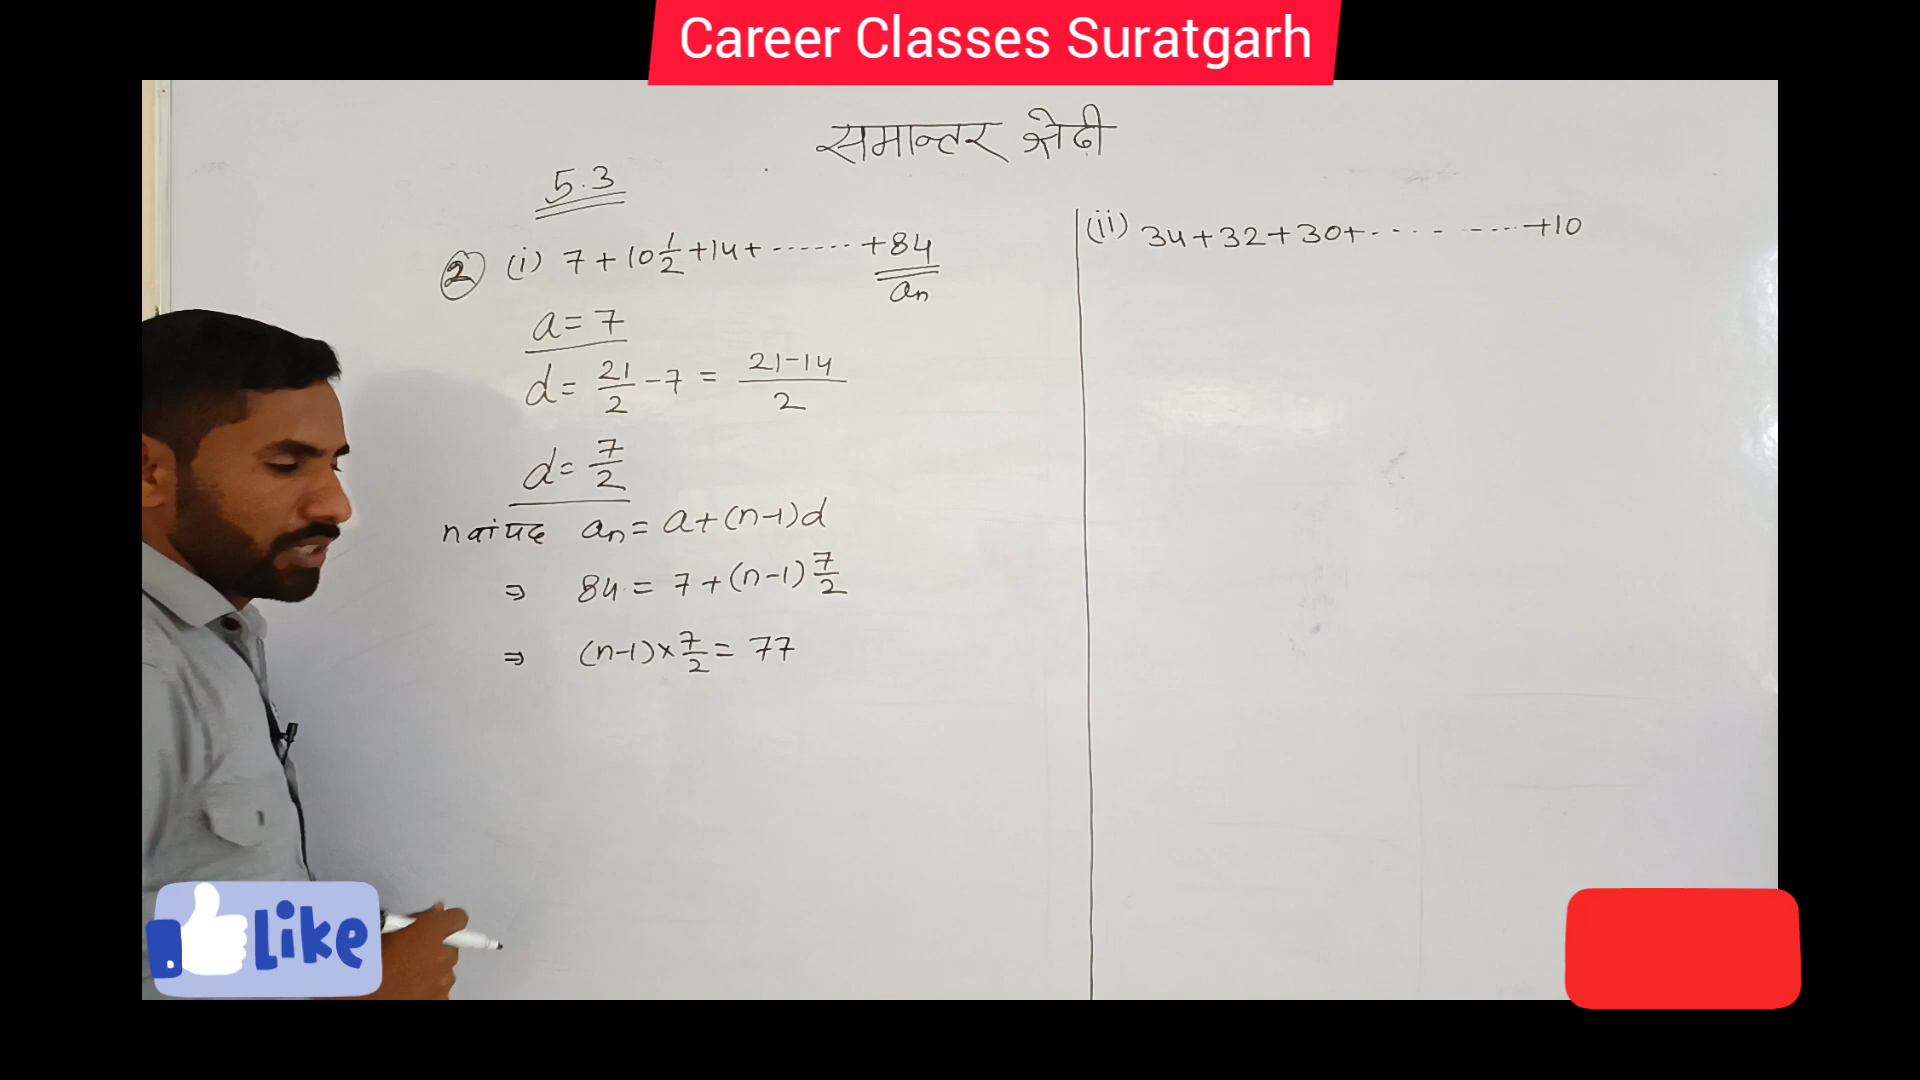 Career Classes Suratgarh
समान्तर श्रेढी
5.3
② (i) 7 + 10 1/2 + 14 + ....... + 84
an
a = 7
d = 21/2 - 7 = (21-14)/2
d = 7/2
n वां पद an = a + (n-1)d
⇒ 84 = 7 + (n-1) 7/2
⇒ (n-1) × 7/2 = 77
(ii) 34 + 32 + 30 + ........... + 10
Like